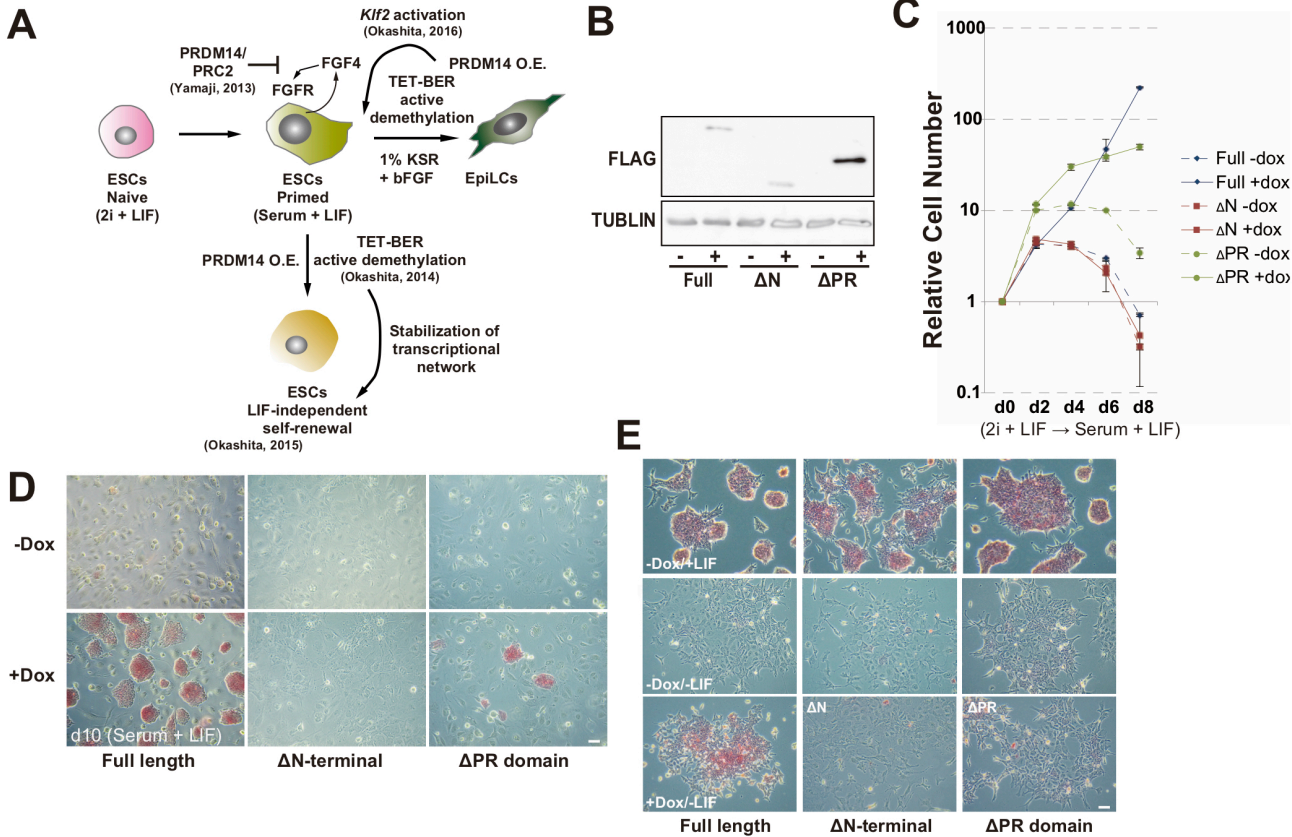 A
Klf2 activation
(Okashita, 2016)
PRDM14/
PRC2
(Yamaji, 2013)
FGF4
FGFR
PRDM14 O.E.
TET-BER
active
demethylation
1% KSR
+ bFGF
ESCs
Naive
(2i + LIF)
ESCs
Primed
(Serum + LIF)
EpiLCs
PRDM14 O.E.
TET-BER
active demethylation
(Okashita, 2014)
Stabilization of
transcriptional
network
ESCs
LIF-independent
self-renewal
(Okashita, 2015)
B
FLAG
TUBLIN
- + - + - +
Full ΔN ΔPR
C
Relative Cell Number
1000
100
10
1
0.1
d0 d2 d4 d6 d8
(2i + LIF → Serum + LIF)
Full -dox
Full +dox
ΔN -dox
ΔN +dox
ΔPR -dox
ΔPR +dox
D
-Dox
+Dox
d10 (Serum + LIF)
Full length ΔN-terminal ΔPR domain
E
-Dox/+LIF
-Dox/-LIF
+Dox/-LIF
ΔN
ΔPR
Full length ΔN-terminal ΔPR domain